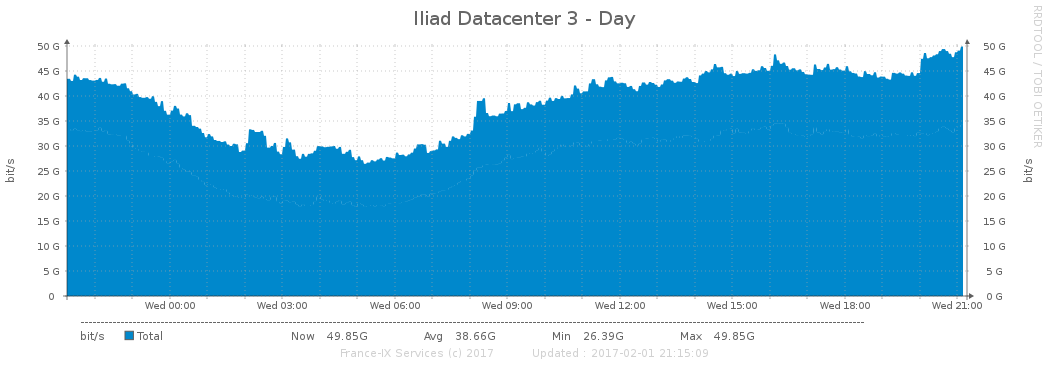 Iliad Datacenter 3 - Day
RRDTOOL / TOBI OETIKER
50 G 50 G
45 G 45 G
40 G 40 G
35 G 35 G
30 G 30 G
25 G 25 G
20 G 20 G
15 G 15 G
10 G 10 G
5 G 5 G
0 0 G
bit/s bit/s
Wed 00:00 Wed 03:00 Wed 06:00 Wed 09:00 Wed 12:00 Wed 15:00 Wed 18:00 Wed 21:00
bit/s Total Now 49.85G Avg 38.66G Min 26.39G Max 49.85G
France-IX Services (c) 2017 Updated : 2017-02-01 21:15:09